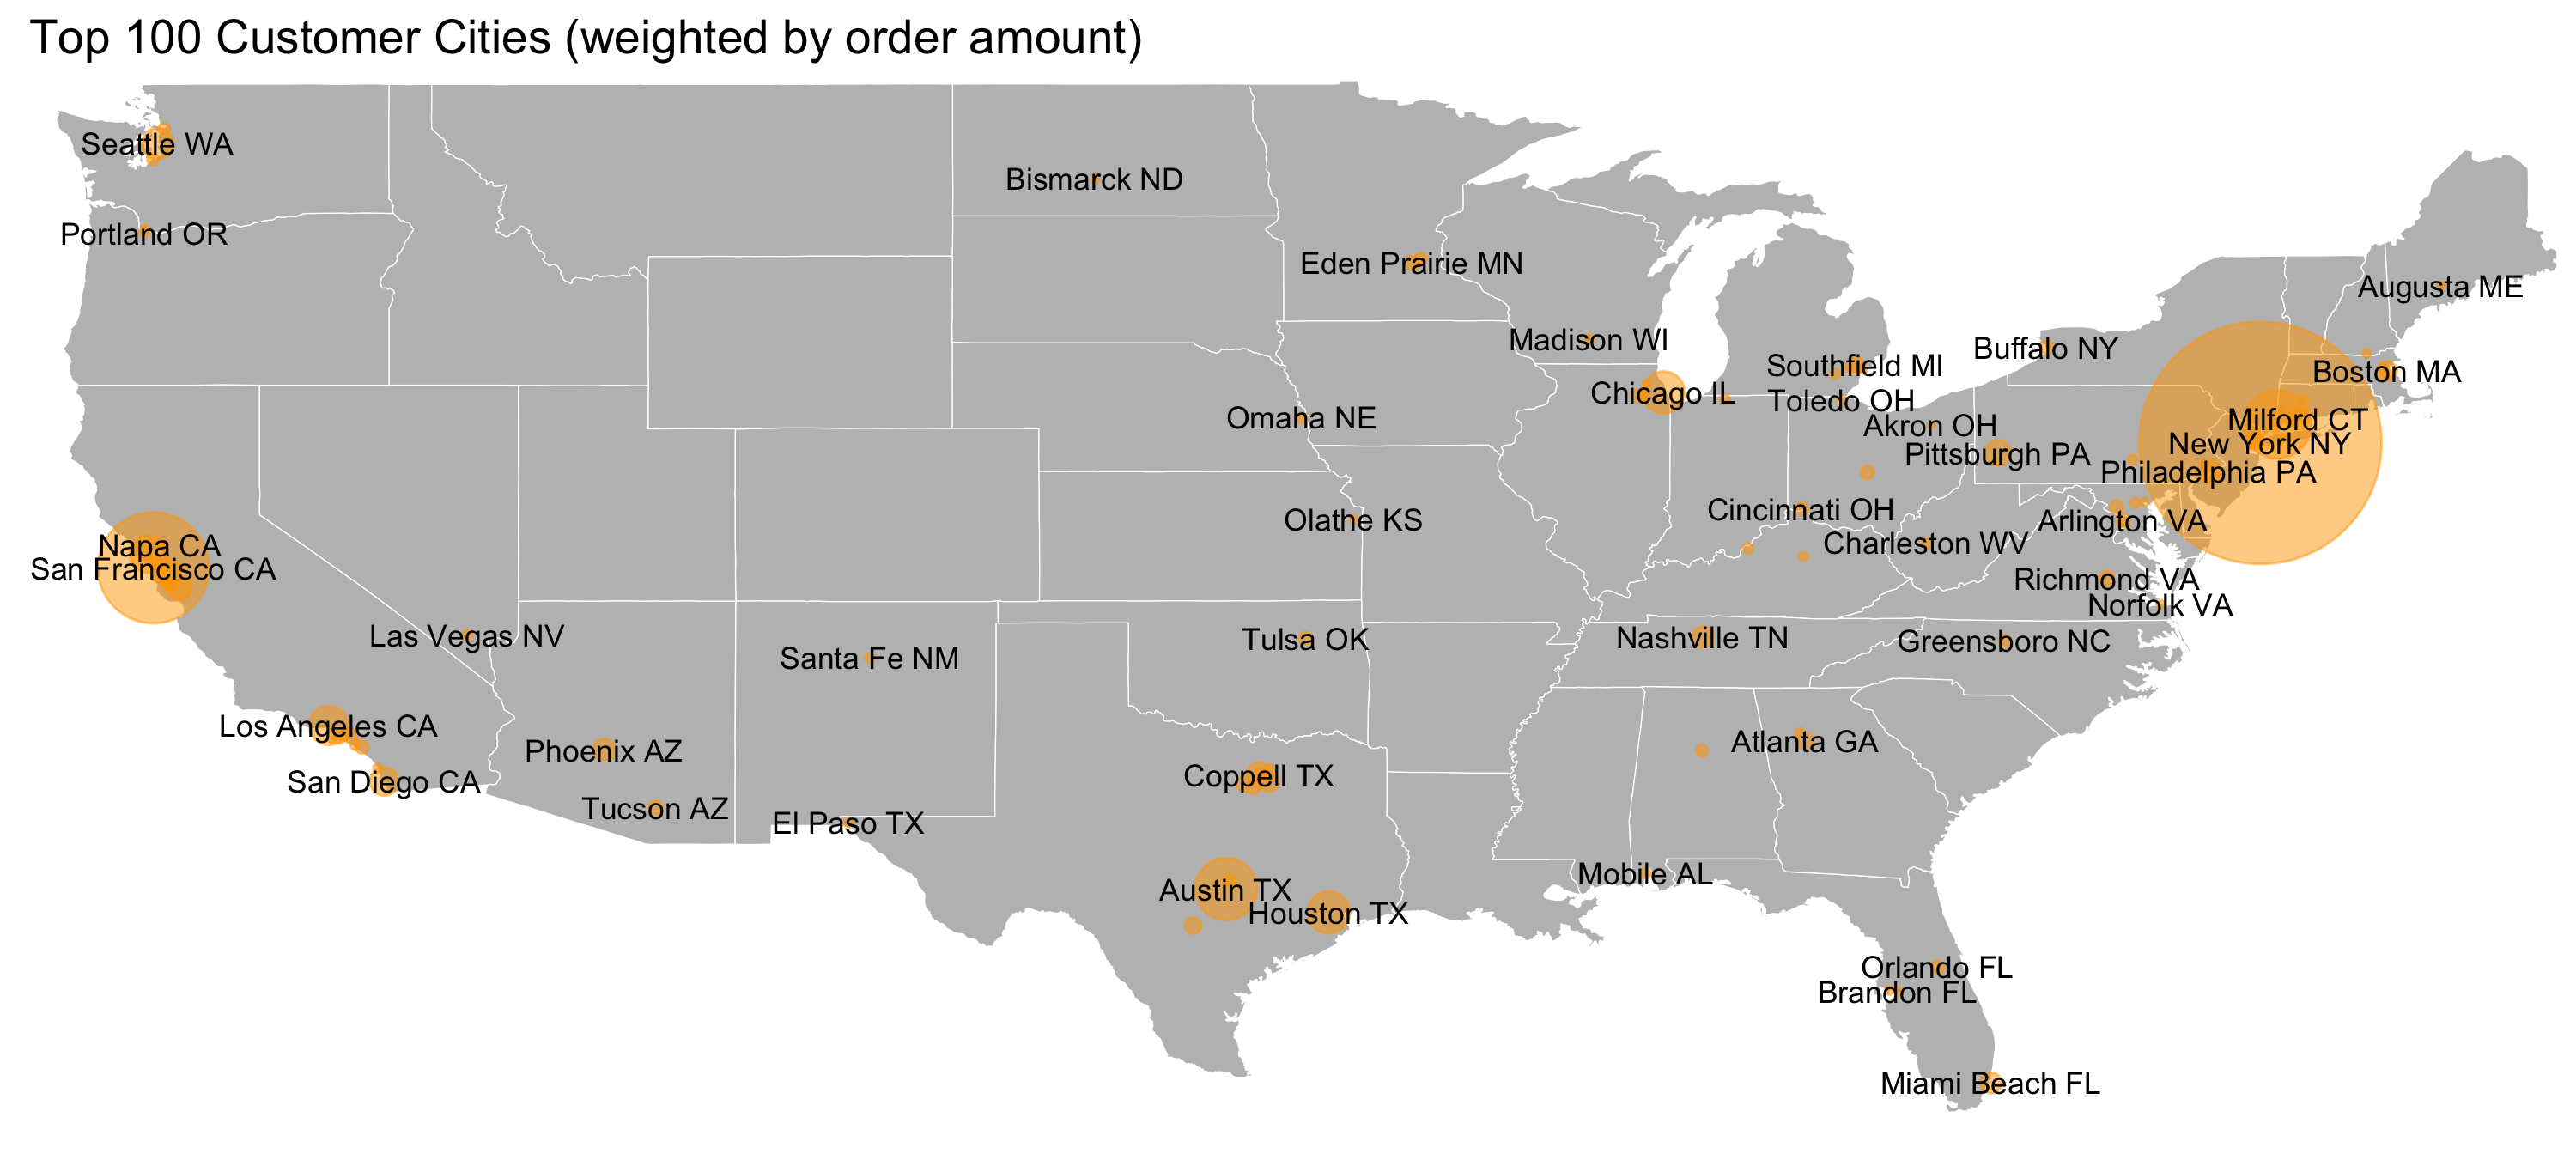 Top 100 Customer Cities (weighted by order amount)
Seattle WA
Bismarck ND
Portland OR
Eden Prairie MN
Augusta ME
Madison WI
Buffalo NY
Southfield MI
Boston MA
Chicago IL
Toledo OH
Omaha NE
Milford CT
Akron OH
New York NY
Pittsburgh PA
Philadelphia PA
Cincinnati OH
Olathe KS
Arlington VA
Charleston WV
Napa CA
San Francisco CA
Richmond VA
Norfolk VA
Las Vegas NV
Nashville TN
Tulsa OK
Greensboro NC
Santa Fe NM
Los Angeles CA
Atlanta GA
Phoenix AZ
Coppell TX
San Diego CA
Tucson AZ
El Paso TX
Mobile AL
Austin TX
Houston TX
Orlando FL
Brandon FL
Miami Beach FL